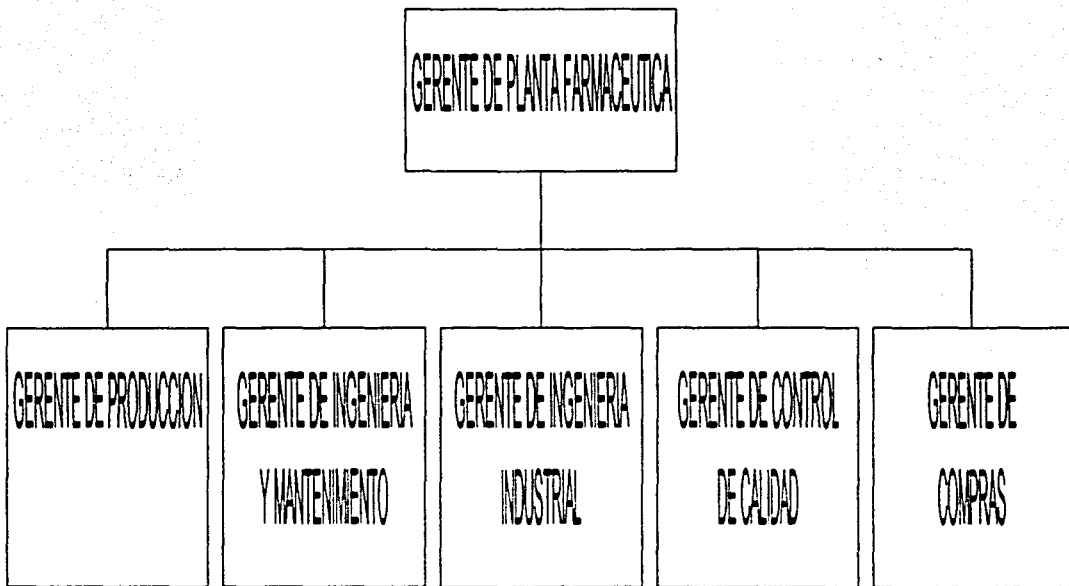 GERENTE DE PLANTA FARMACEUTICA
GERENTE DE PRODUCCION
GERENTE DE INGENIERIA
Y MANTENIMIENTO
GERENTE DE INGENIERIA
INDUSTRIAL
GERENTE DE CONTROL
DE CALIDAD
GERENTE DE
COMPRAS